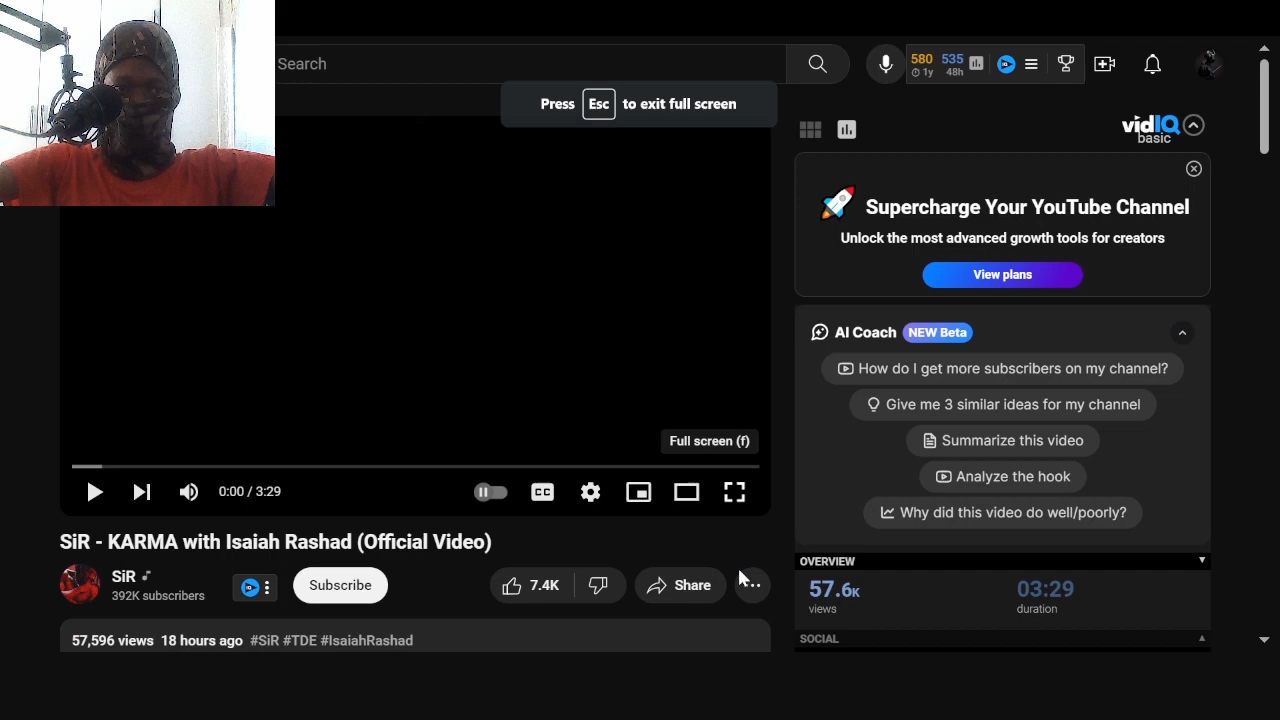 Search
580 535
1y 48h
Press Esc to exit full screen
vidIQ
basic
Supercharge Your YouTube Channel
Unlock the most advanced growth tools for creators
View plans
AI Coach NEW Beta
How do I get more subscribers on my channel?
Give me 3 similar ideas for my channel
Summarize this video
Analyze the hook
Why did this video do well/poorly?
Full screen (f)
0:00 / 3:29
CC
SiR - KARMA with Isaiah Rashad (Official Video)
SiR
392K subscribers
Subscribe
7.4K
Share
57,596 views 18 hours ago #SiR #TDE #IsaiahRashad
OVERVIEW
57.6K
views
03:29
duration
SOCIAL